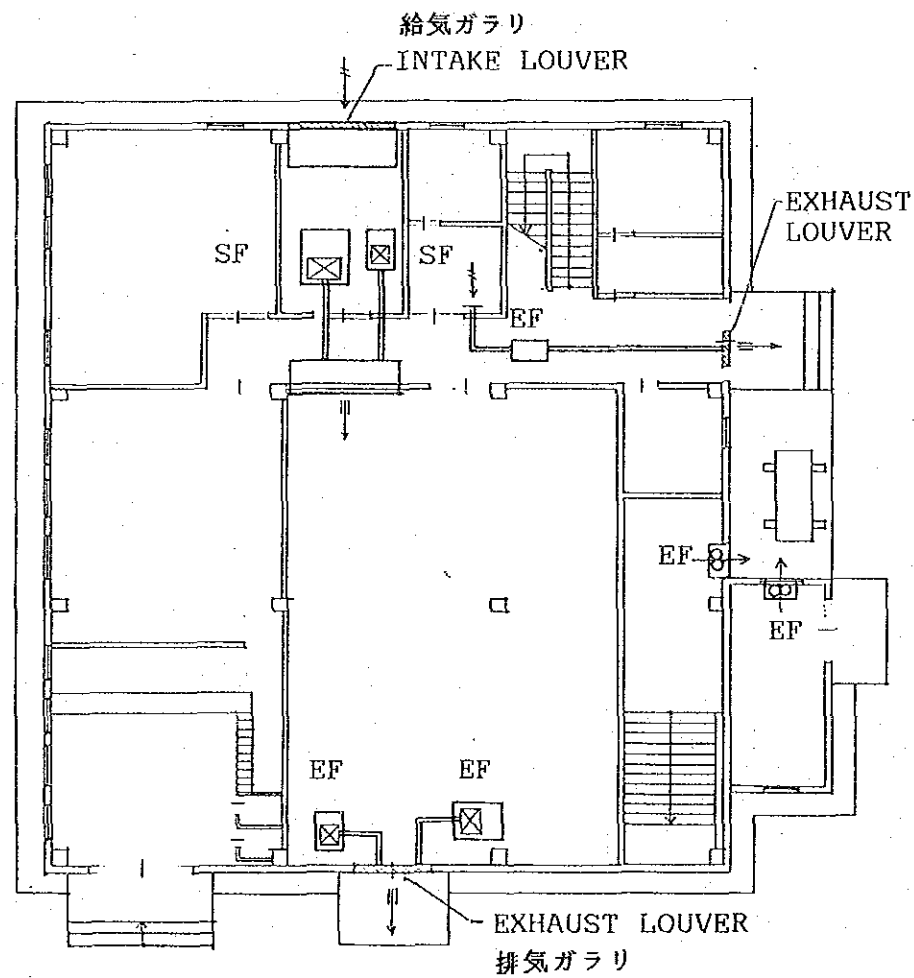 給気ガラリ
INTAKE LOUVER
EXHAUST
LOUVER
SF
SF
EF
EF
EF
EF
EF
EXHAUST LOUVER
排気ガラリ